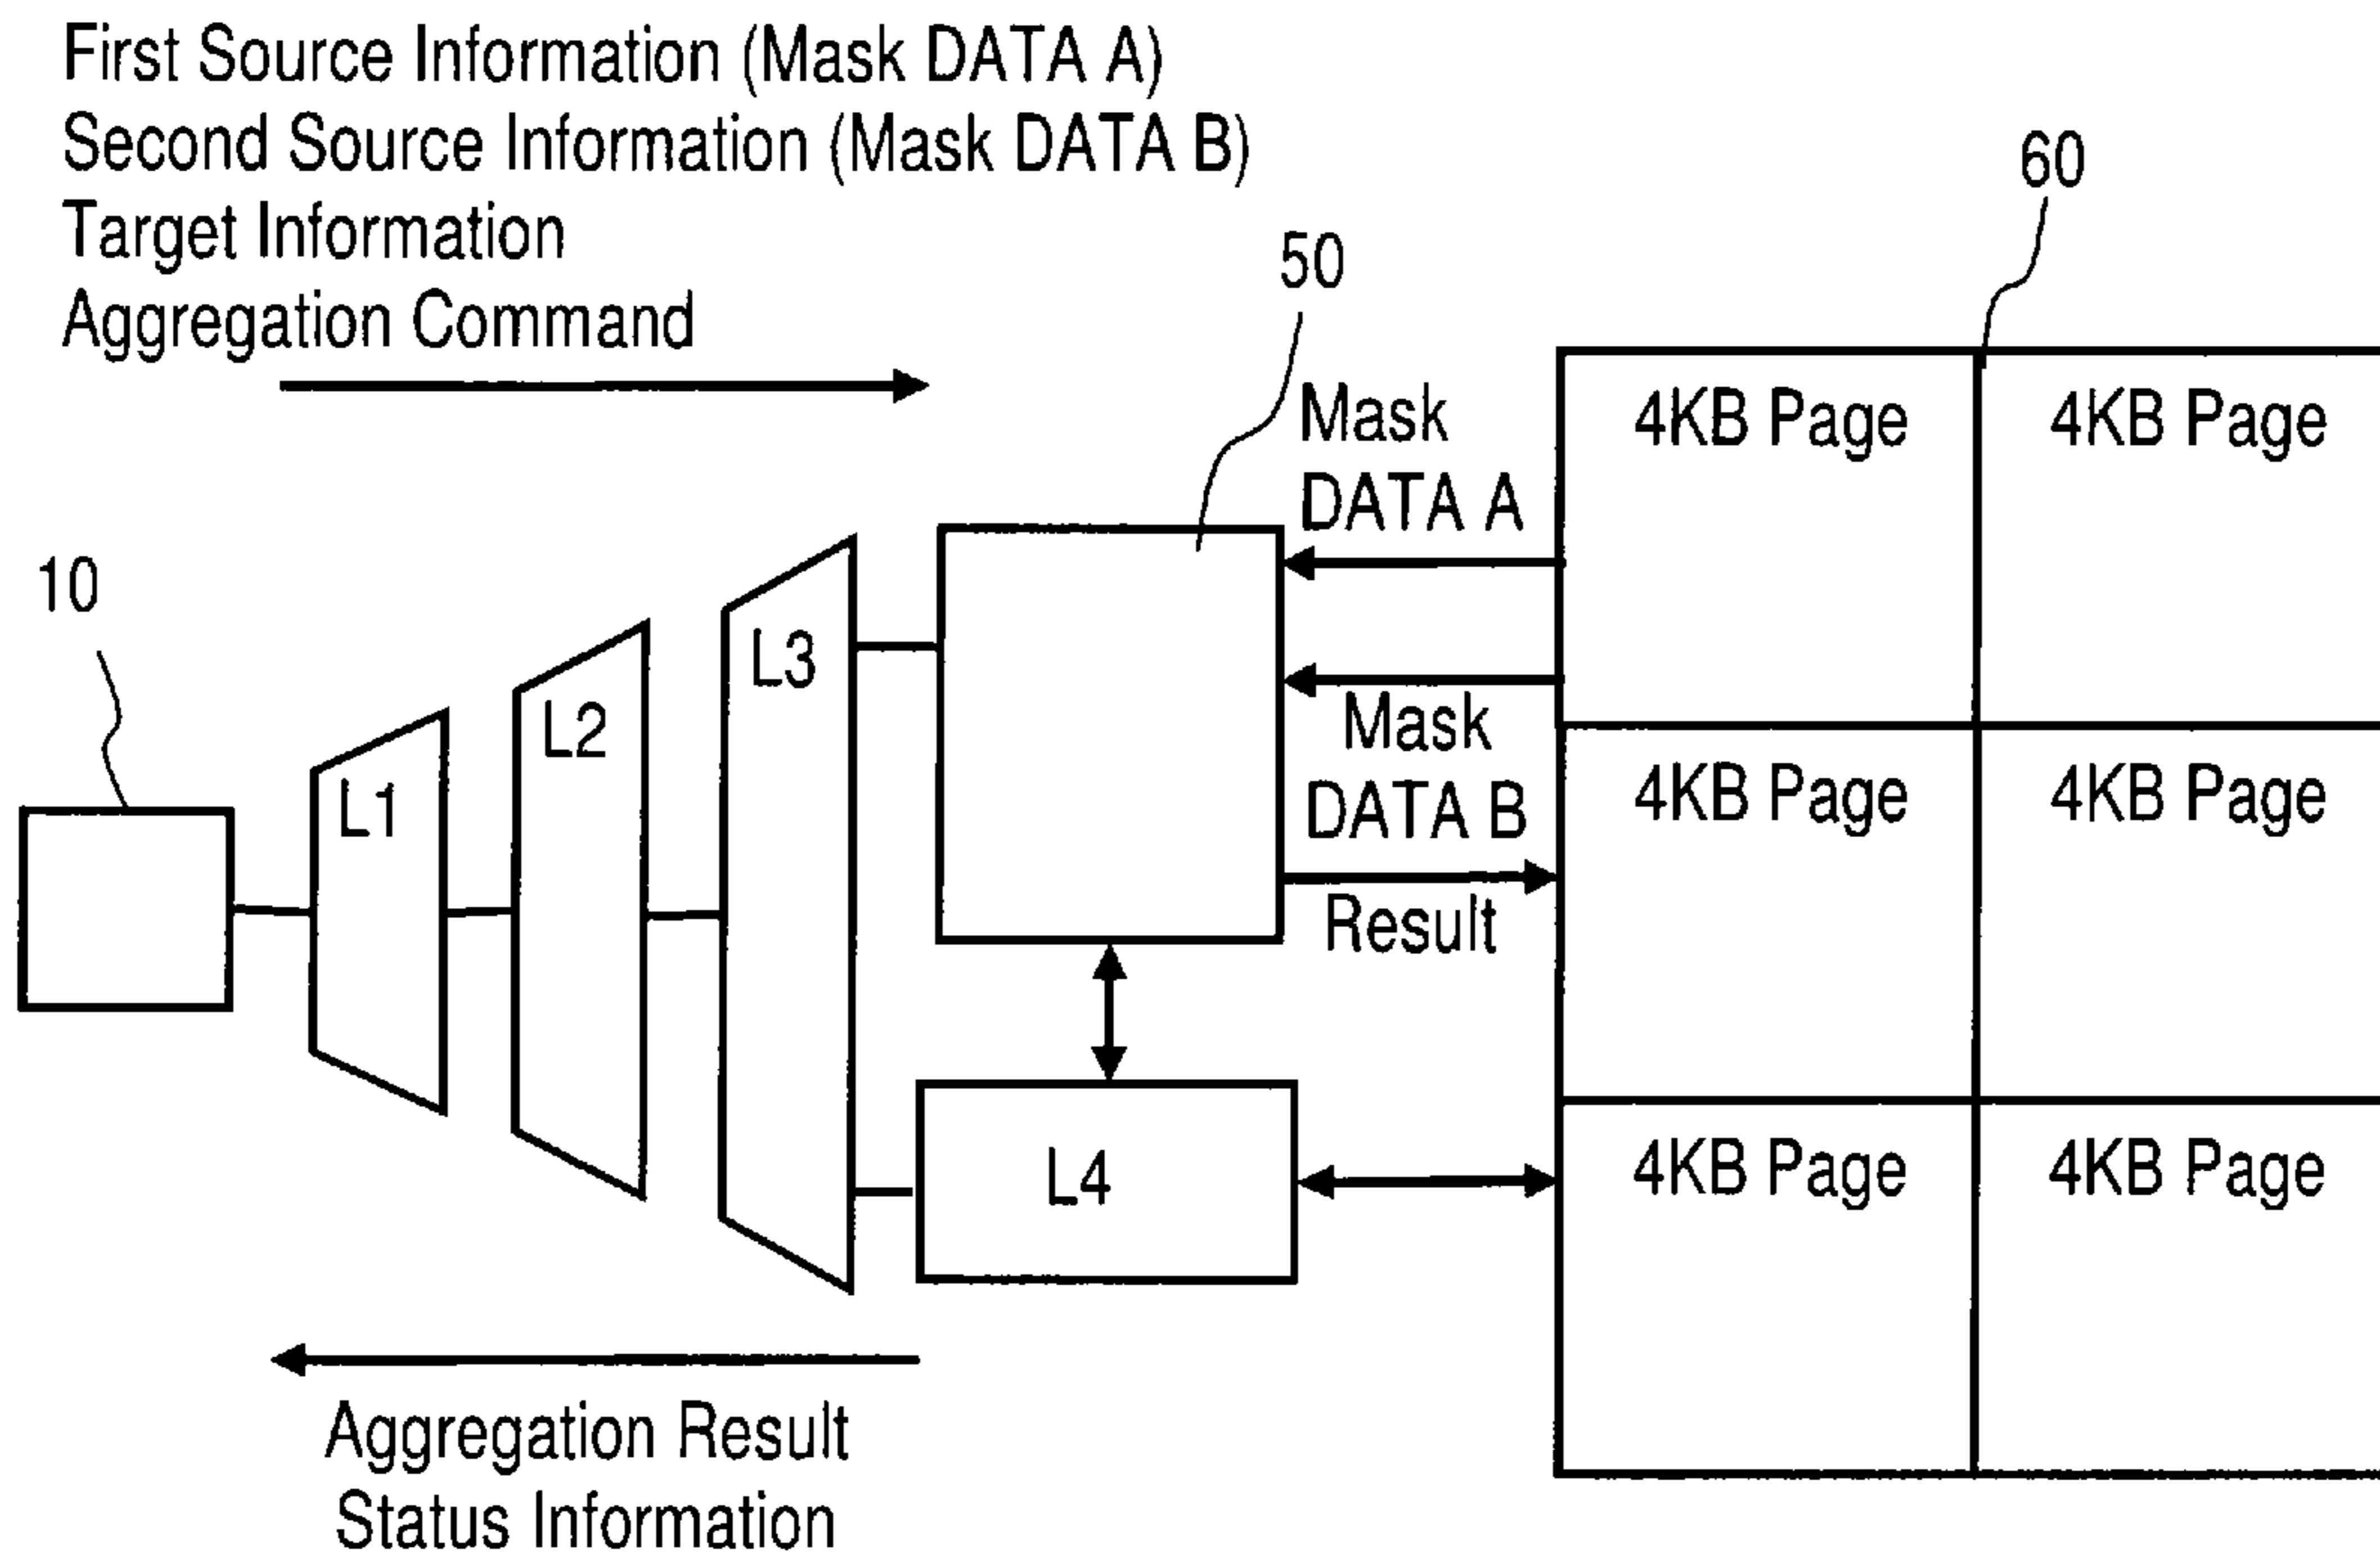 First Source Information (Mask DATA A)
Second Source Information (Mask DATA B)
Target Information
Aggregation Command
60
50
10
Mask
DATA A
4KB Page 4KB Page
L3
L2
L1
Mask
DATA B
4KB Page 4KB Page
Result
L4
4KB Page 4KB Page
Aggregation Result
Status Information